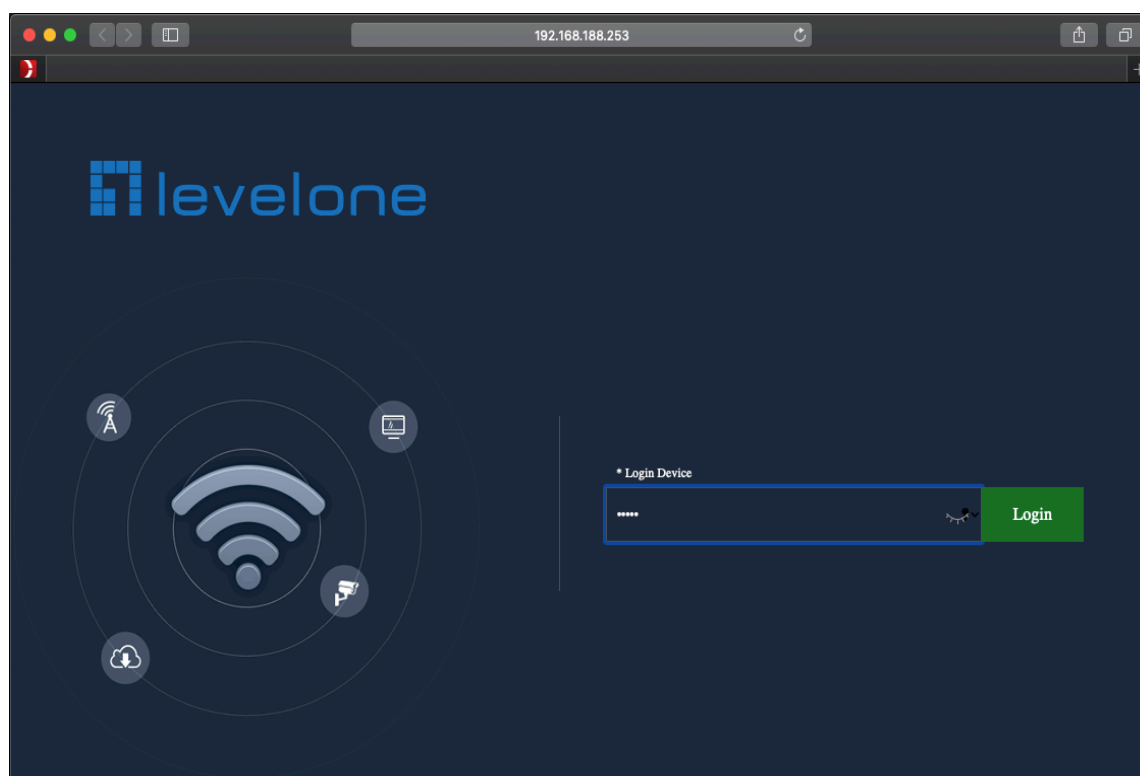 192.168.188.253
levelone
* Login Device
•••••
Login